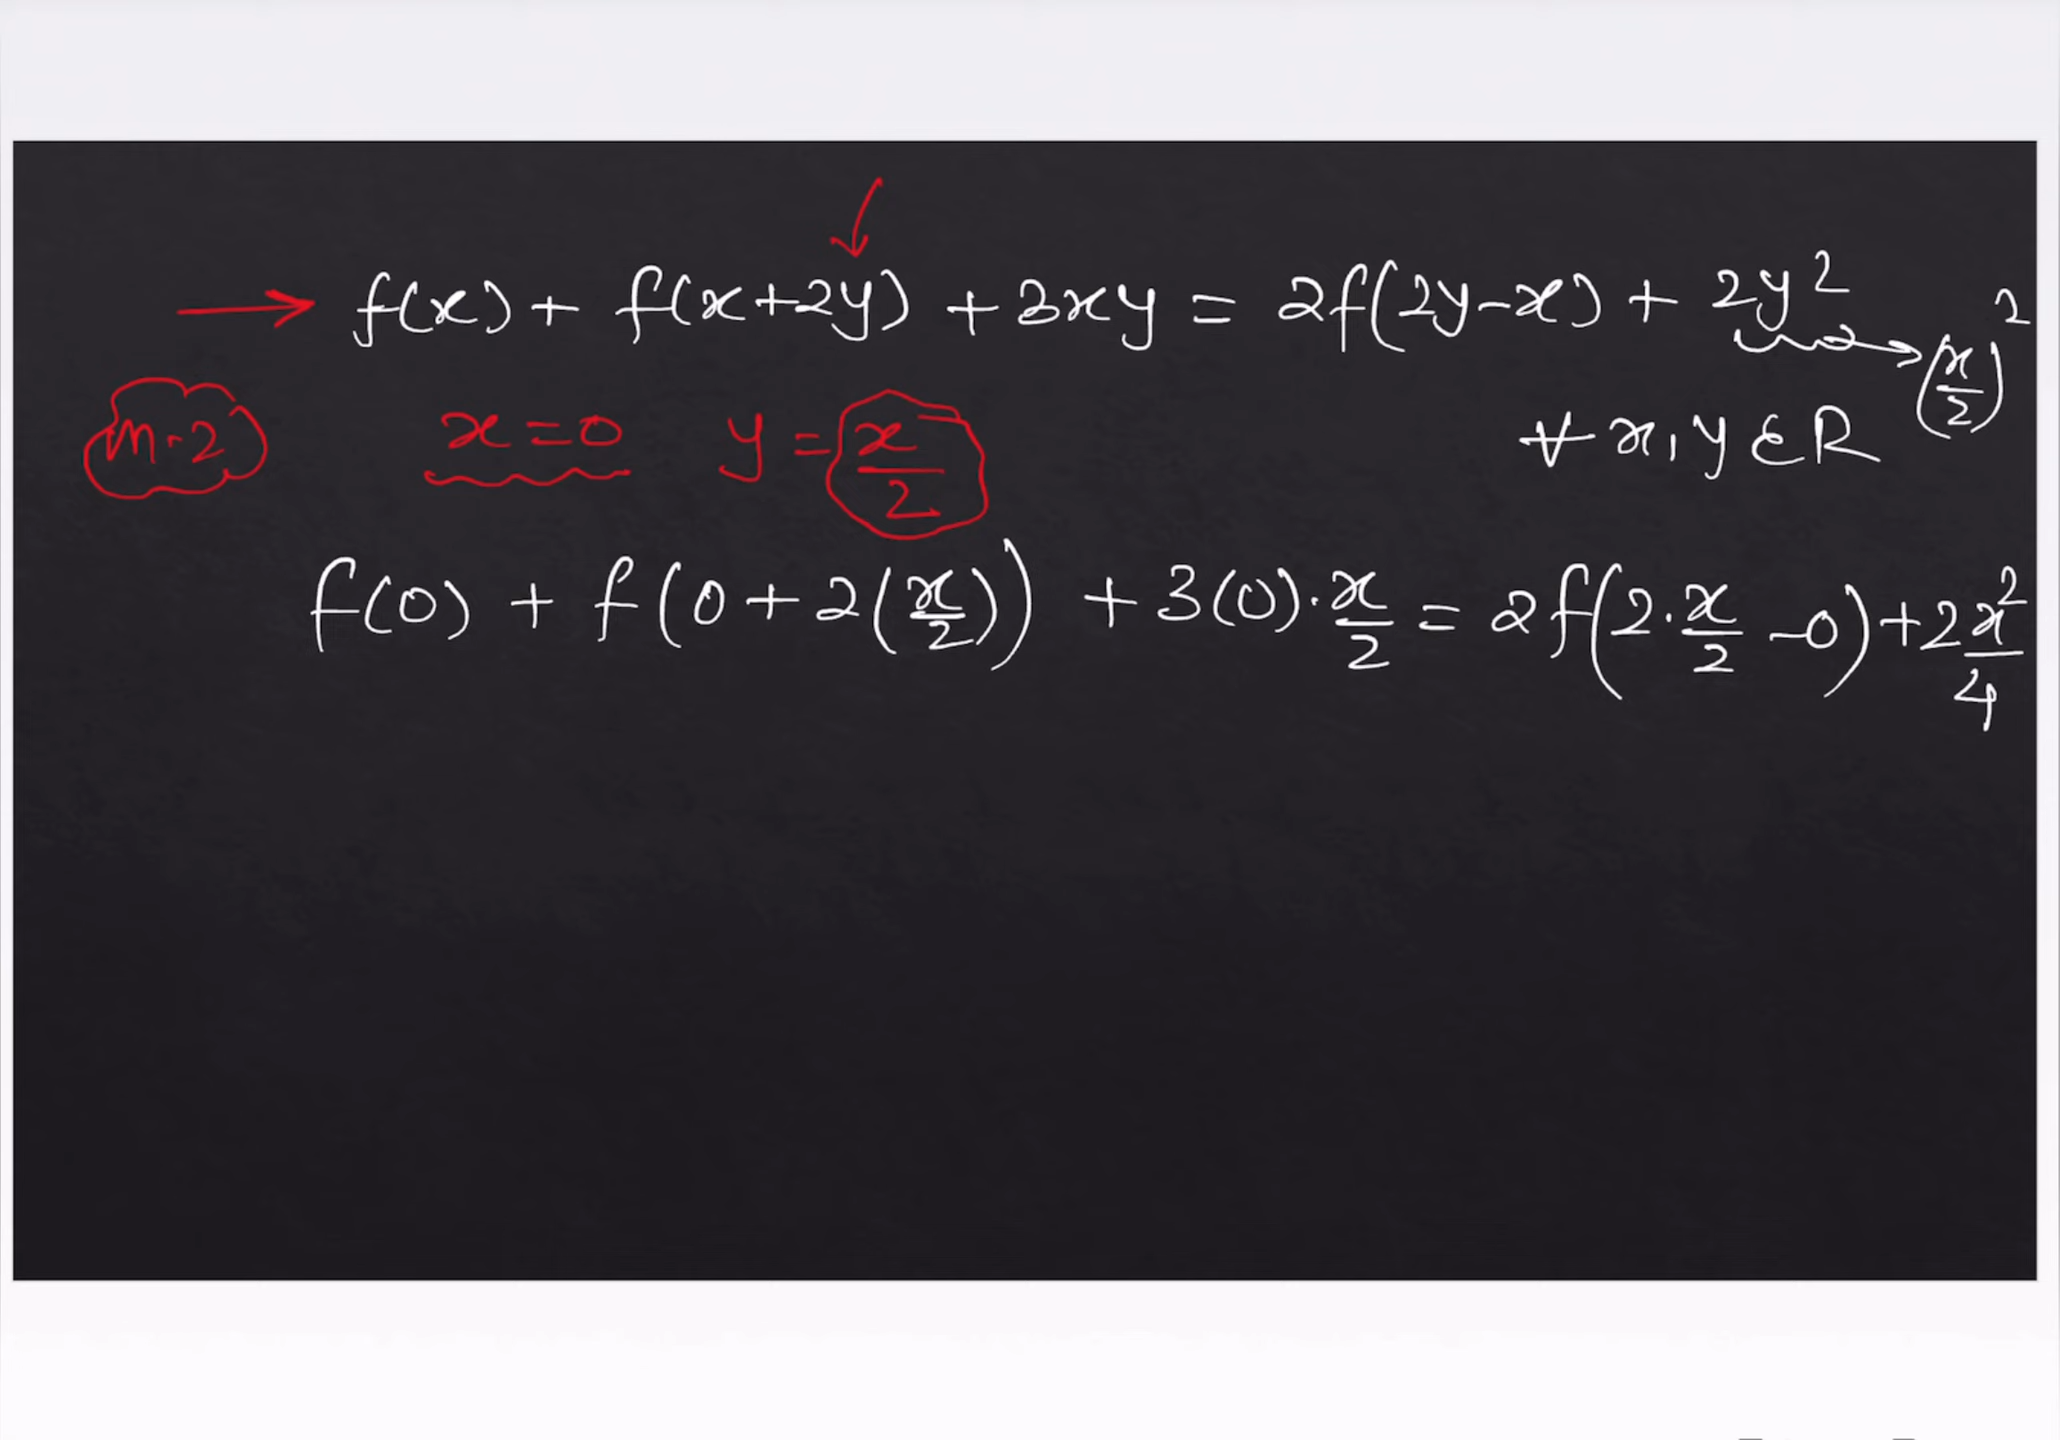 f(x) + f(x+2y) + 3xy = 2f(2y-x) + 2y² → (x/2)²
m-2 x=0 y = x/2 ∀ x, y ∈ R
f(0) + f(0+2(x/2)) + 3(0)·x/2 = 2f(2·x/2 -0)+2x²/4